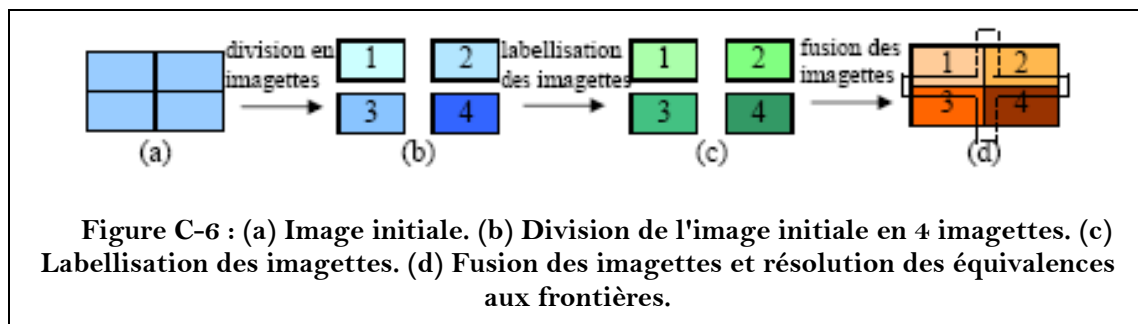 division en
imagettes
1 2
3 4
labellisation
des imagettes
1 2
3 4
fusion des
imagettes
1 2
3 4
(a) (b) (c) (d)
Figure C-6 : (a) Image initiale. (b) Division de l'image initiale en 4 imagettes. (c)
Labellisation des imagettes. (d) Fusion des imagettes et résolution des équivalences
aux frontières.